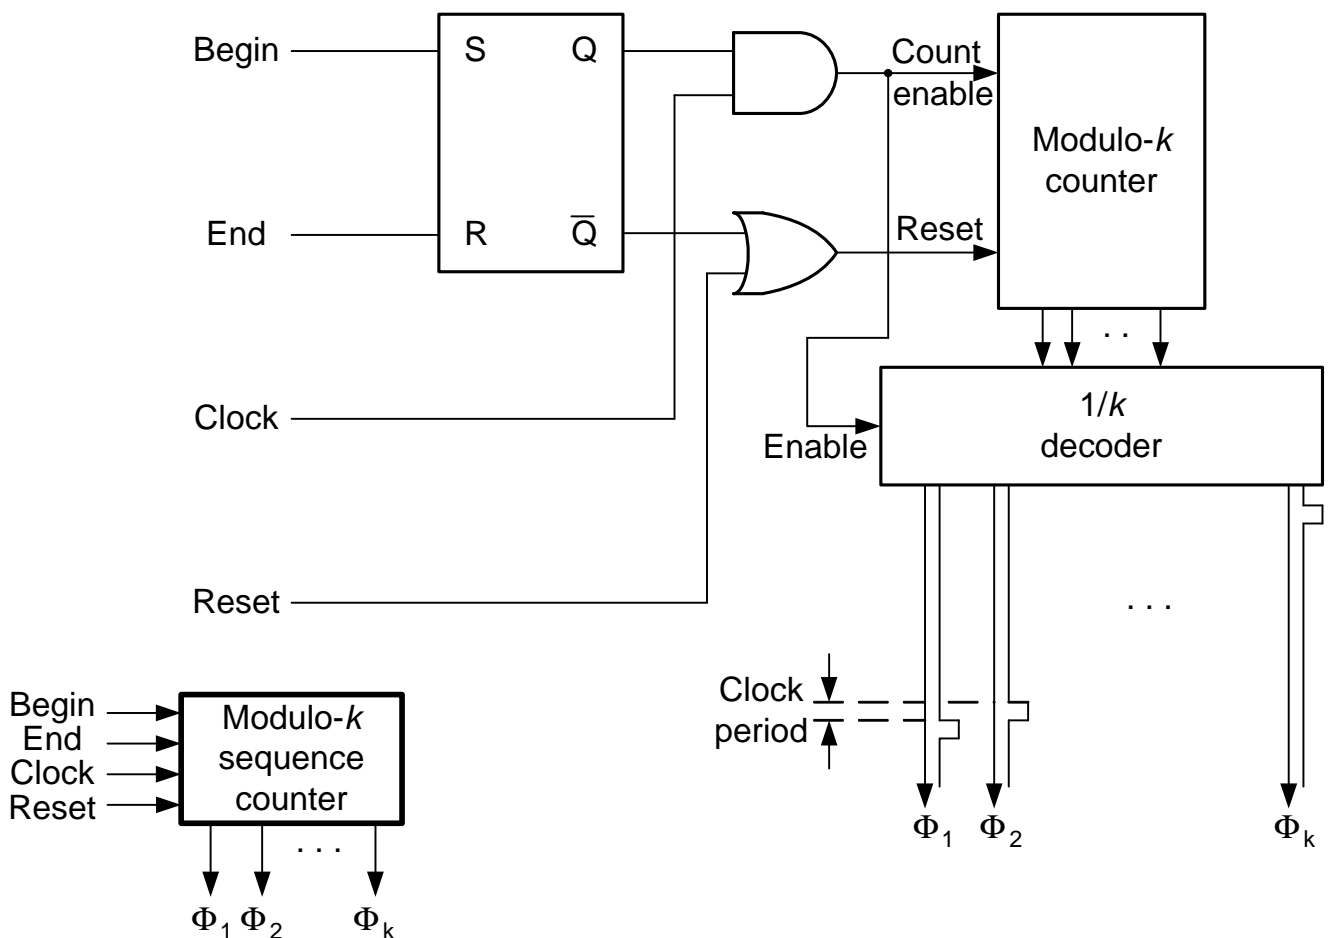 Begin
S
Q
Count
enable
Modulo-k
counter
End
R
Q̅
Reset
Clock
Enable
1/k
decoder
Reset
. .
. . .
Clock
period
Φ1
Φ2
Φk
Begin
End
Clock
Reset
Modulo-k
sequence
counter
. . .
Φ1
Φ2
Φk